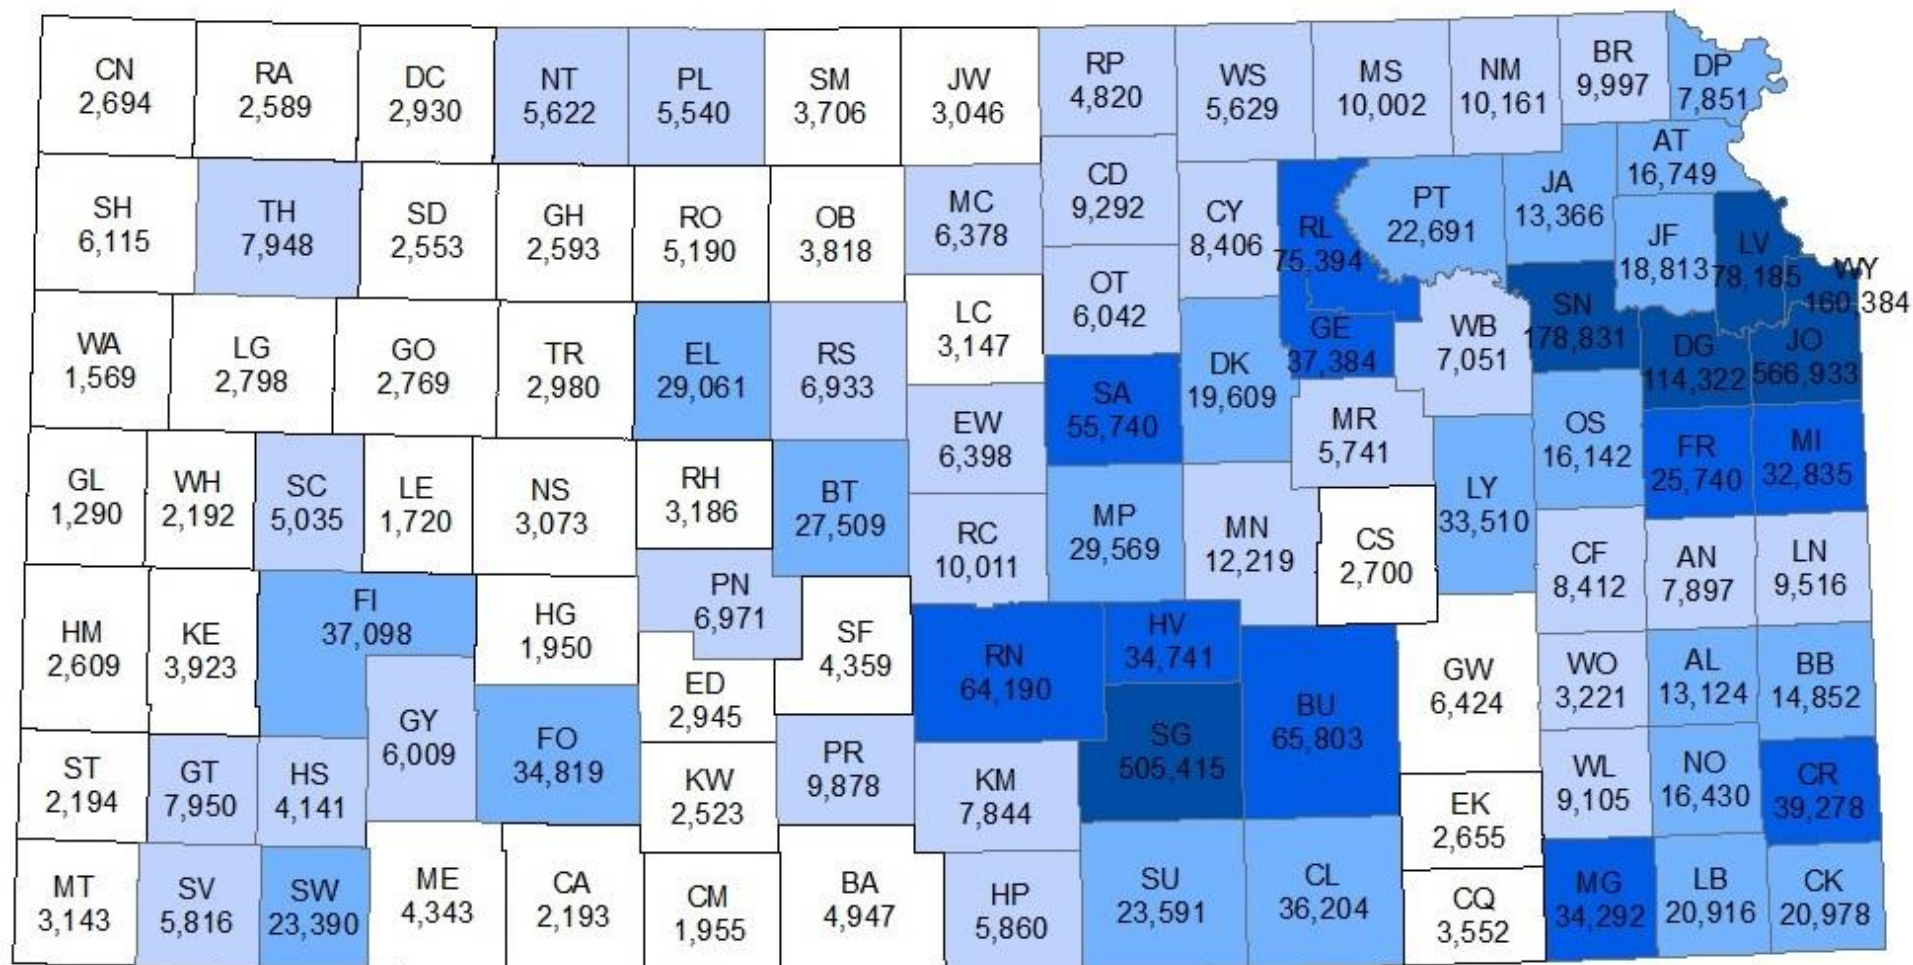 CN
2,694
RA
2,589
DC
2,930
NT
5,622
PL
5,540
SM
3,706
JW
3,046
RP
4,820
WS
5,629
MS
10,002
NM
10,161
BR
9,997
DP
7,851
SH
6,115
TH
7,948
SD
2,553
GH
2,593
RO
5,190
OB
3,818
MC
6,378
CD
9,292
CY
8,406
RL
75,394
PT
22,691
JA
13,366
AT
16,749
JF
18,813
LV
78,185
WY
160,384
WA
1,569
LG
2,798
GO
2,769
TR
2,980
EL
29,061
RS
6,933
LC
3,147
OT
6,042
DK
19,609
GE
37,384
WB
7,051
SN
178,831
DG
114,322
JO
566,933
EW
6,398
SA
55,740
MR
5,741
LY
33,510
OS
16,142
FR
25,740
MI
32,835
GL
1,290
WH
2,192
SC
5,035
LE
1,720
NS
3,073
RH
3,186
BT
27,509
RC
10,011
MP
29,569
MN
12,219
CS
2,700
CF
8,412
AN
7,897
LN
9,516
HM
2,609
KE
3,923
FI
37,098
HG
1,950
PN
6,971
SF
4,359
RN
64,190
HV
34,741
BU
65,803
GW
6,424
WO
3,221
AL
13,124
BB
14,852
ST
2,194
GT
7,950
HS
4,141
GY
6,009
FO
34,819
ED
2,945
KW
2,523
PR
9,878
KM
7,844
SG
505,415
EK
2,655
WL
9,105
NO
16,430
CR
39,278
MT
3,143
SV
5,816
SW
23,390
ME
4,343
CA
2,193
CM
1,955
BA
4,947
HP
5,860
SU
23,591
CL
36,204
CQ
3,552
MG
34,292
LB
20,916
CK
20,978